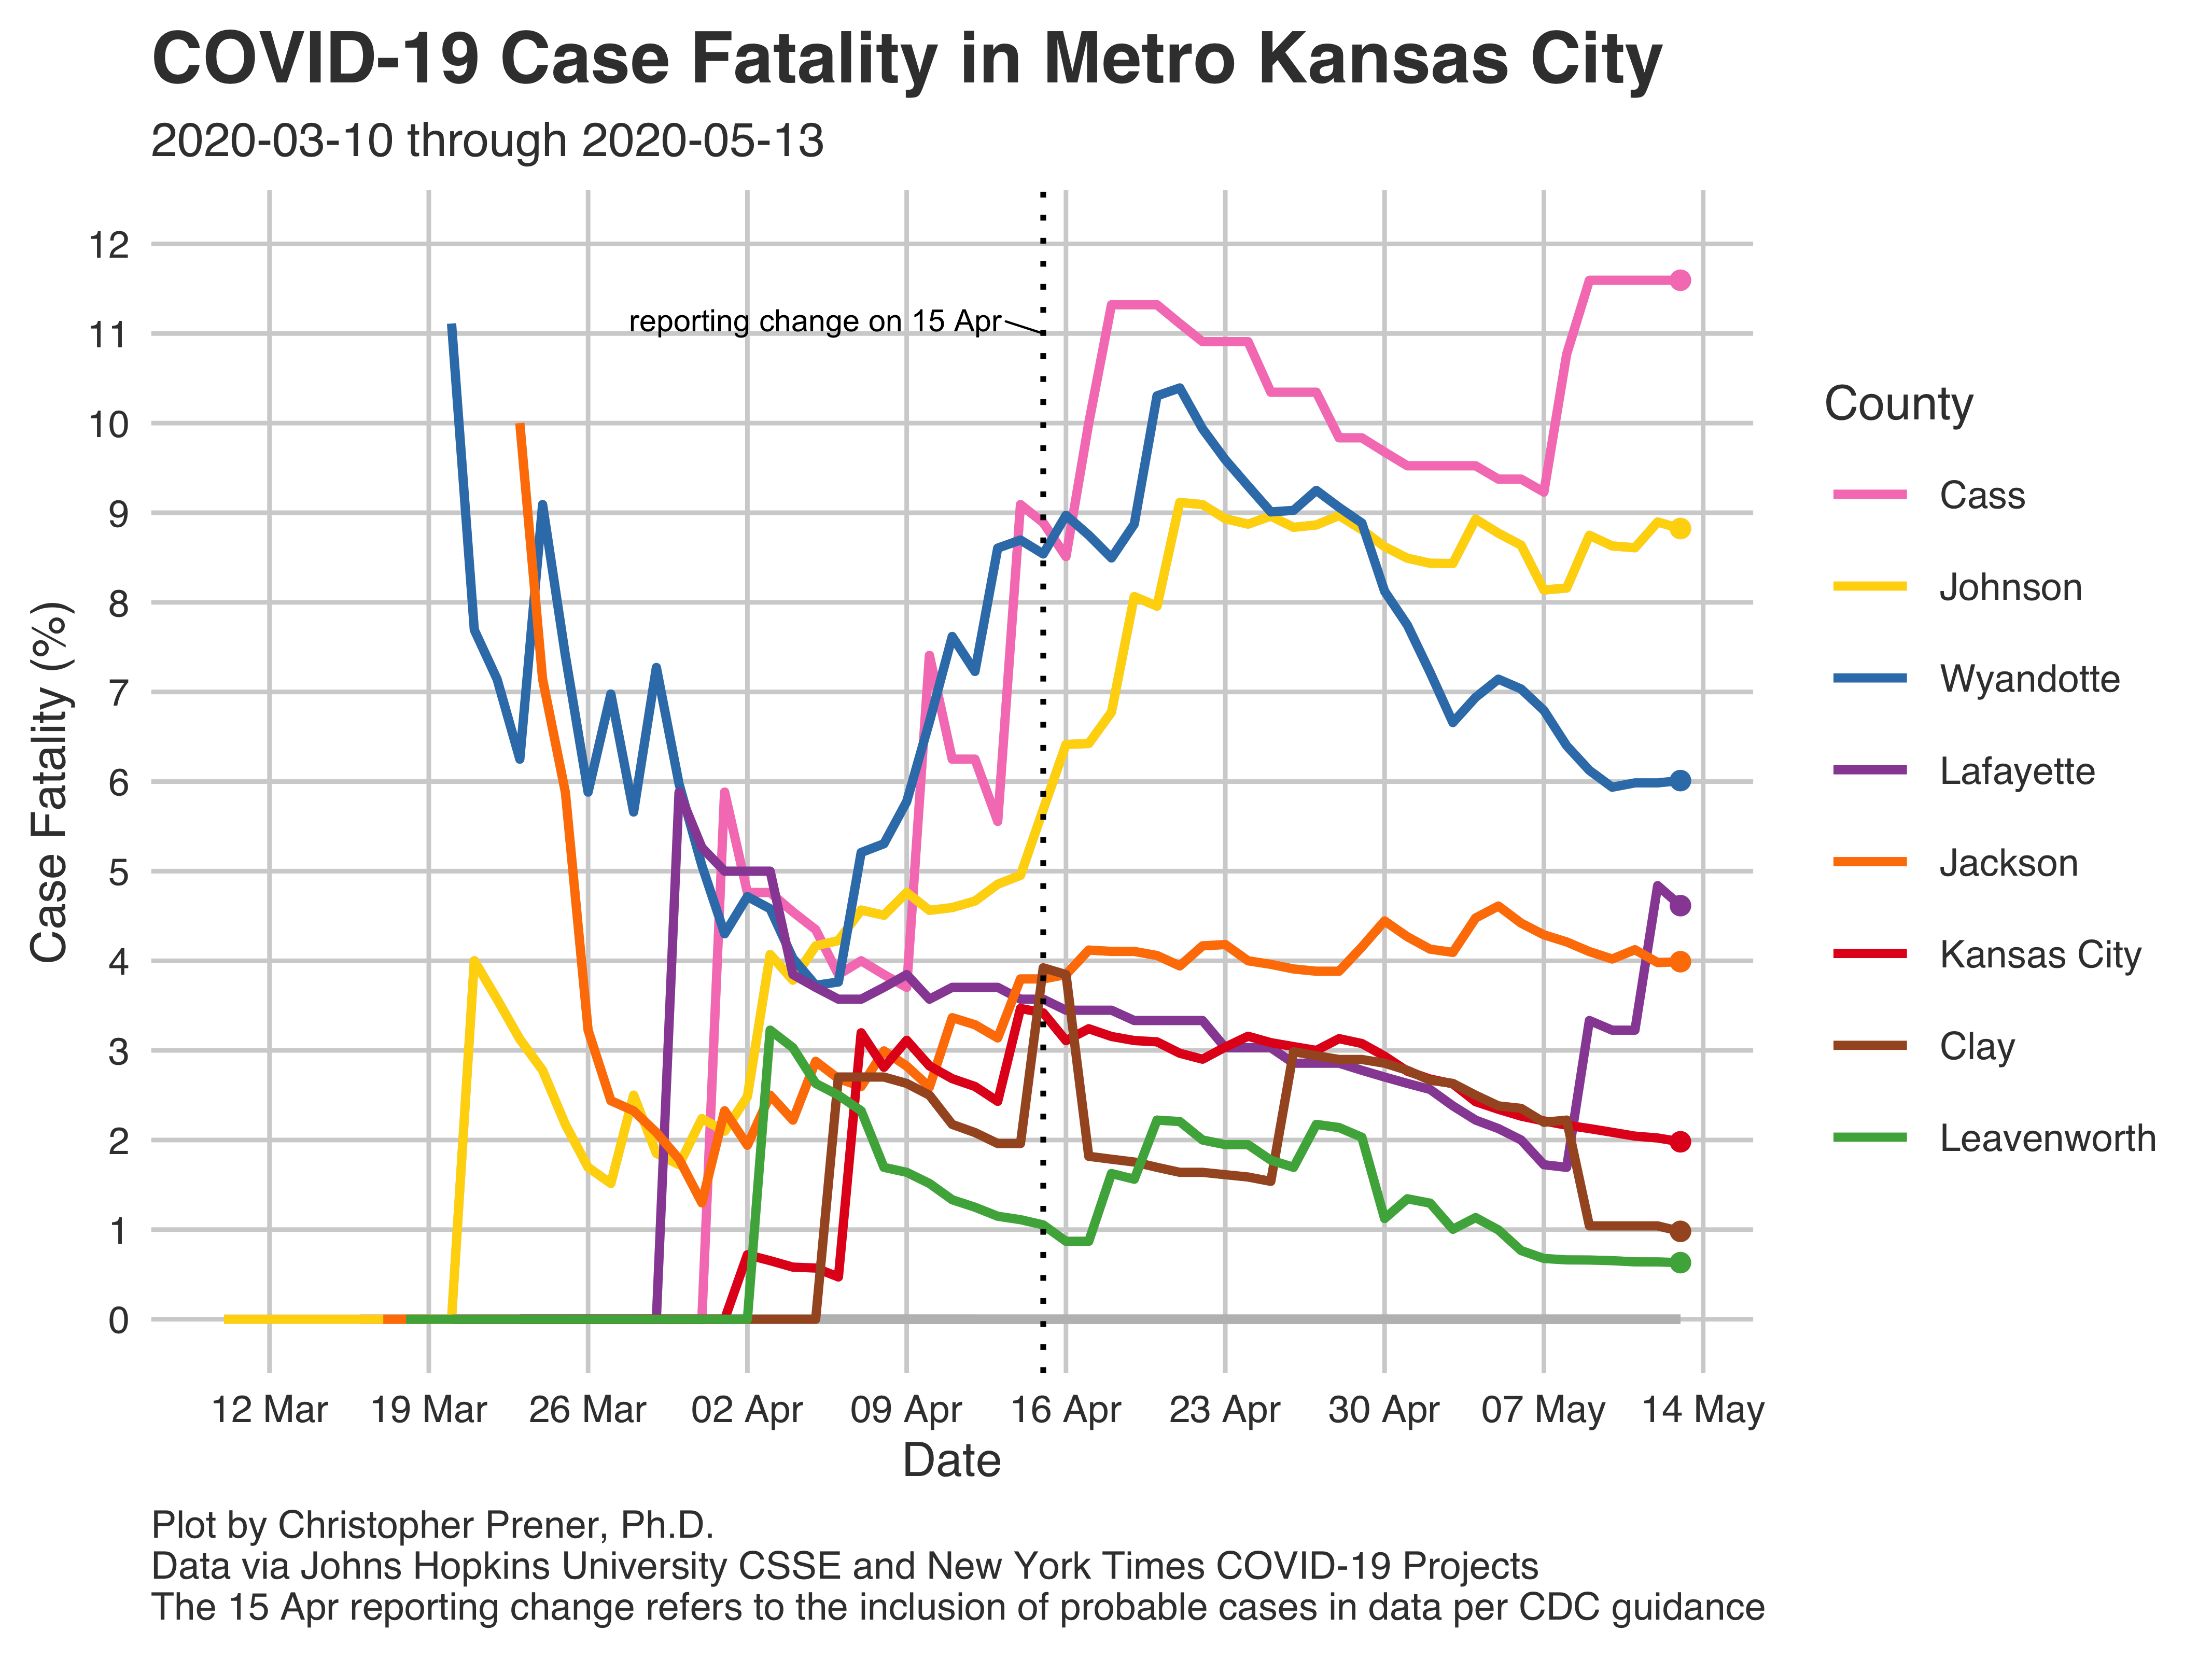 COVID-19 Case Fatality in Metro Kansas City
2020-03-10 through 2020-05-13
12
11
10
9
8
7
6
5
4
3
2
1
0
Case Fatality (%)
reporting change on 15 Apr
12 Mar
19 Mar
26 Mar
02 Apr
09 Apr
16 Apr
23 Apr
30 Apr
07 May
14 May
Date
County
Cass
Johnson
Wyandotte
Lafayette
Jackson
Kansas City
Clay
Leavenworth
Plot by Christopher Prener, Ph.D.
Data via Johns Hopkins University CSSE and New York Times COVID-19 Projects
The 15 Apr reporting change refers to the inclusion of probable cases in data per CDC guidance